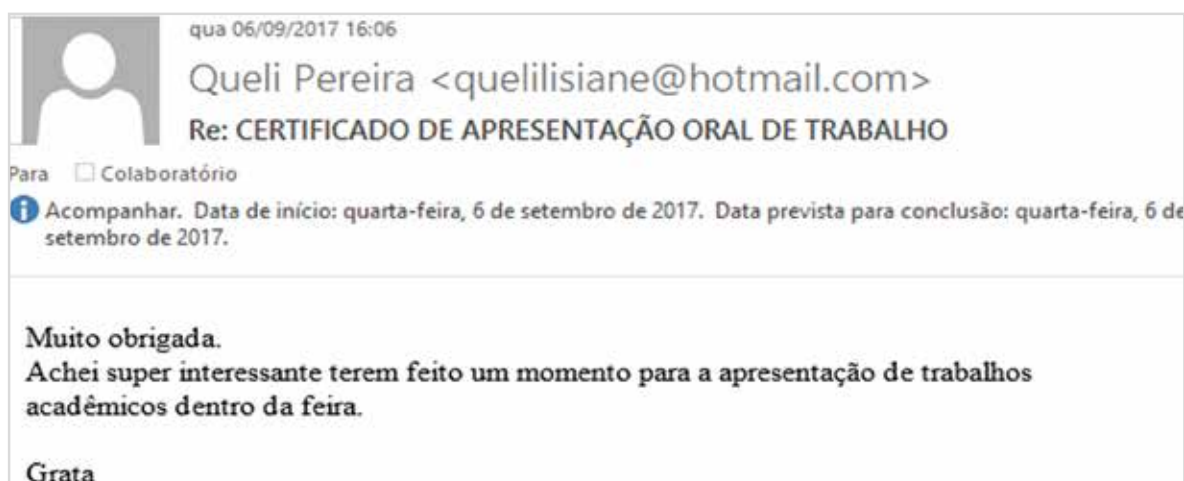 qua 06/09/2017 16:06
Queli Pereira <quelilisiane@hotmail.com>
Re: CERTIFICADO DE APRESENTAÇÃO ORAL DE TRABALHO
Para Colaboratório
Acompanhar. Data de início: quarta-feira, 6 de setembro de 2017. Data prevista para conclusão: quarta-feira, 6 de
setembro de 2017.
Muito obrigada.
Achei super interessante terem feito um momento para a apresentação de trabalhos
acadêmicos dentro da feira.
Grata